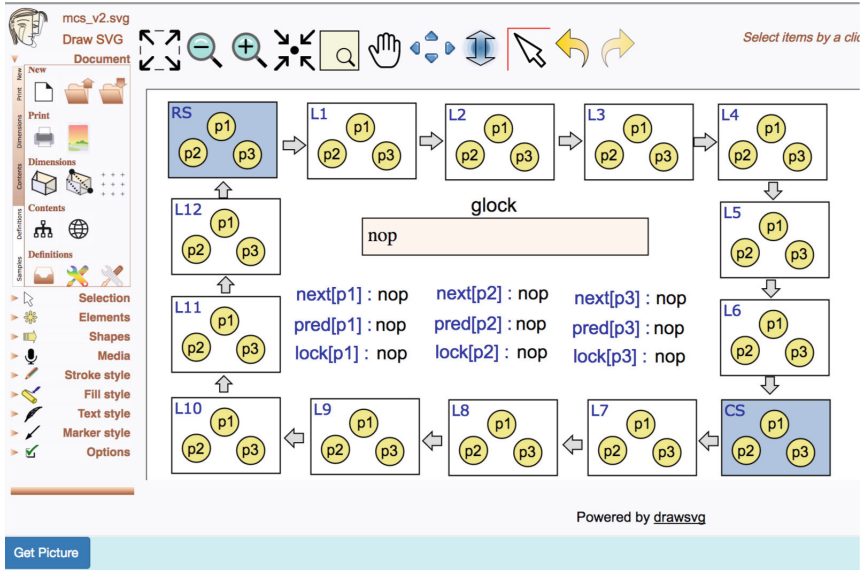 mcs_v2.svg
Draw SVG
Document
Select items by a clic
New
Print
Dimensions
Contents
Definitions
Samples
New
Print
Dimensions
Contents
Definitions
Selection
Elements
Shapes
Media
Stroke style
Fill style
Text style
Marker style
Options
RS
p1
p2
p3
L1
p1
p2
p3
L2
p1
p2
p3
L3
p1
p2
p3
L4
p1
p2
p3
L12
p1
p2
p3
glock
nop
L5
p1
p2
p3
next[p1] : nop
next[p2] : nop
next[p3] : nop
pred[p1] : nop
pred[p2] : nop
pred[p3] : nop
lock[p1] : nop
lock[p2] : nop
lock[p3] : nop
L11
p1
p2
p3
L6
p1
p2
p3
L10
p1
p2
p3
L9
p1
p2
p3
L8
p1
p2
p3
L7
p1
p2
p3
CS
p1
p2
p3
Powered by drawsvg
Get Picture